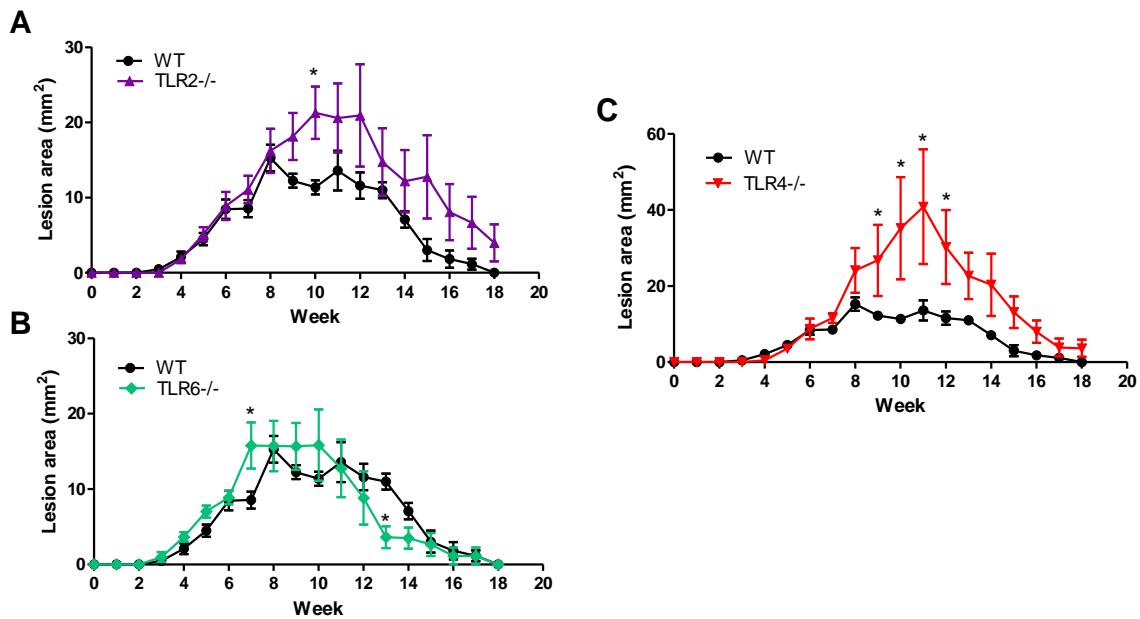 A
WT
TLR2-/-
*
30
20
10
0
Lesion area (mm²)
0 2 4 6 8 10 12 14 16 18 20
Week
B
WT
TLR6-/-
*
*
30
20
10
0
Lesion area (mm²)
0 2 4 6 8 10 12 14 16 18 20
Week
C
WT
TLR4-/-
* * * *
60
40
20
0
Lesion area (mm²)
0 2 4 6 8 10 12 14 16 18 20
Week